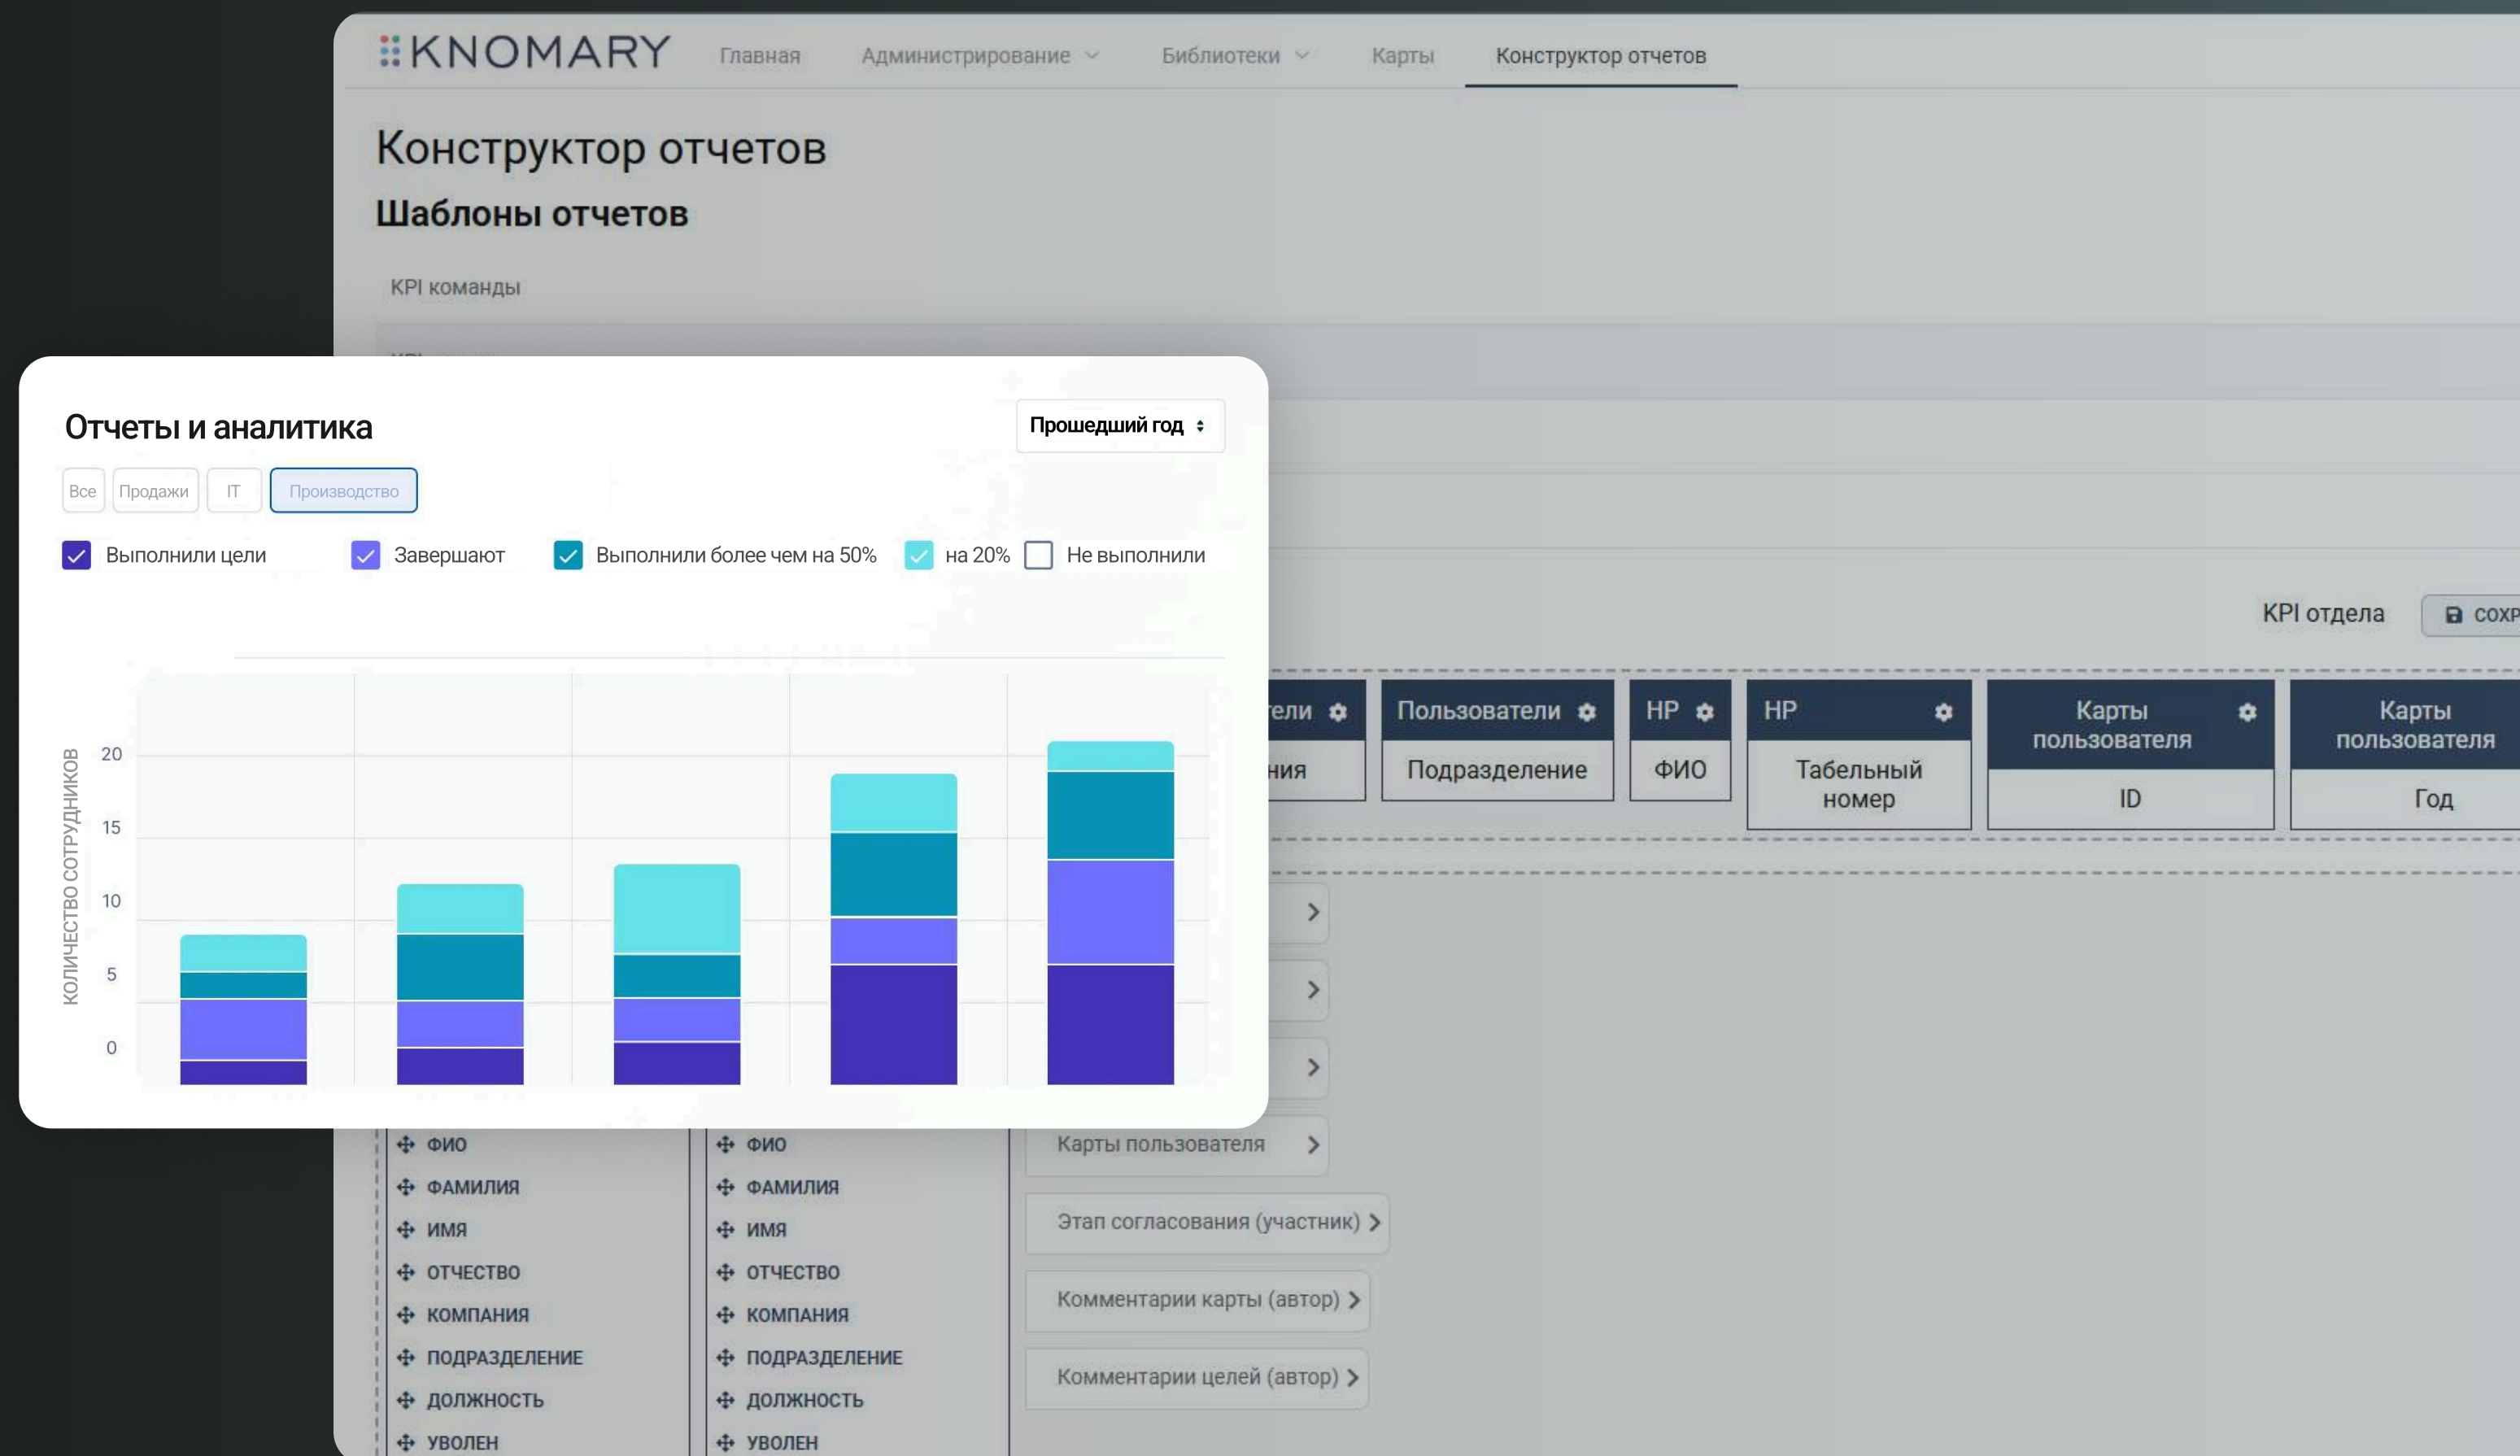 KNOMARY Главная Администрирование Библиотеки Карты Конструктор отчетов
Конструктор отчетов
Шаблоны отчетов
KPI команды
Отчеты и аналитика
Прошедший год
Все Продажи IT Производство
Выполнили цели Завершают Выполнили более чем на 50% на 20% Не выполнили
КОЛИЧЕСТВО СОТРУДНИКОВ
20
15
10
5
0
KPI отдела СОХР
Пользователи HP HP Карты пользователя Карты пользователя
Подразделение ФИО Табельный номер ID Год
ФИО ФИО Карты пользователя
ФАМИЛИЯ ФАМИЛИЯ
ИМЯ ИМЯ Этап согласования (участник)
ОТЧЕСТВО ОТЧЕСТВО
КОМПАНИЯ КОМПАНИЯ Комментарии карты (автор)
ПОДРАЗДЕЛЕНИЕ ПОДРАЗДЕЛЕНИЕ Комментарии целей (автор)
ДОЛЖНОСТЬ ДОЛЖНОСТЬ
УВОЛЕН УВОЛЕН